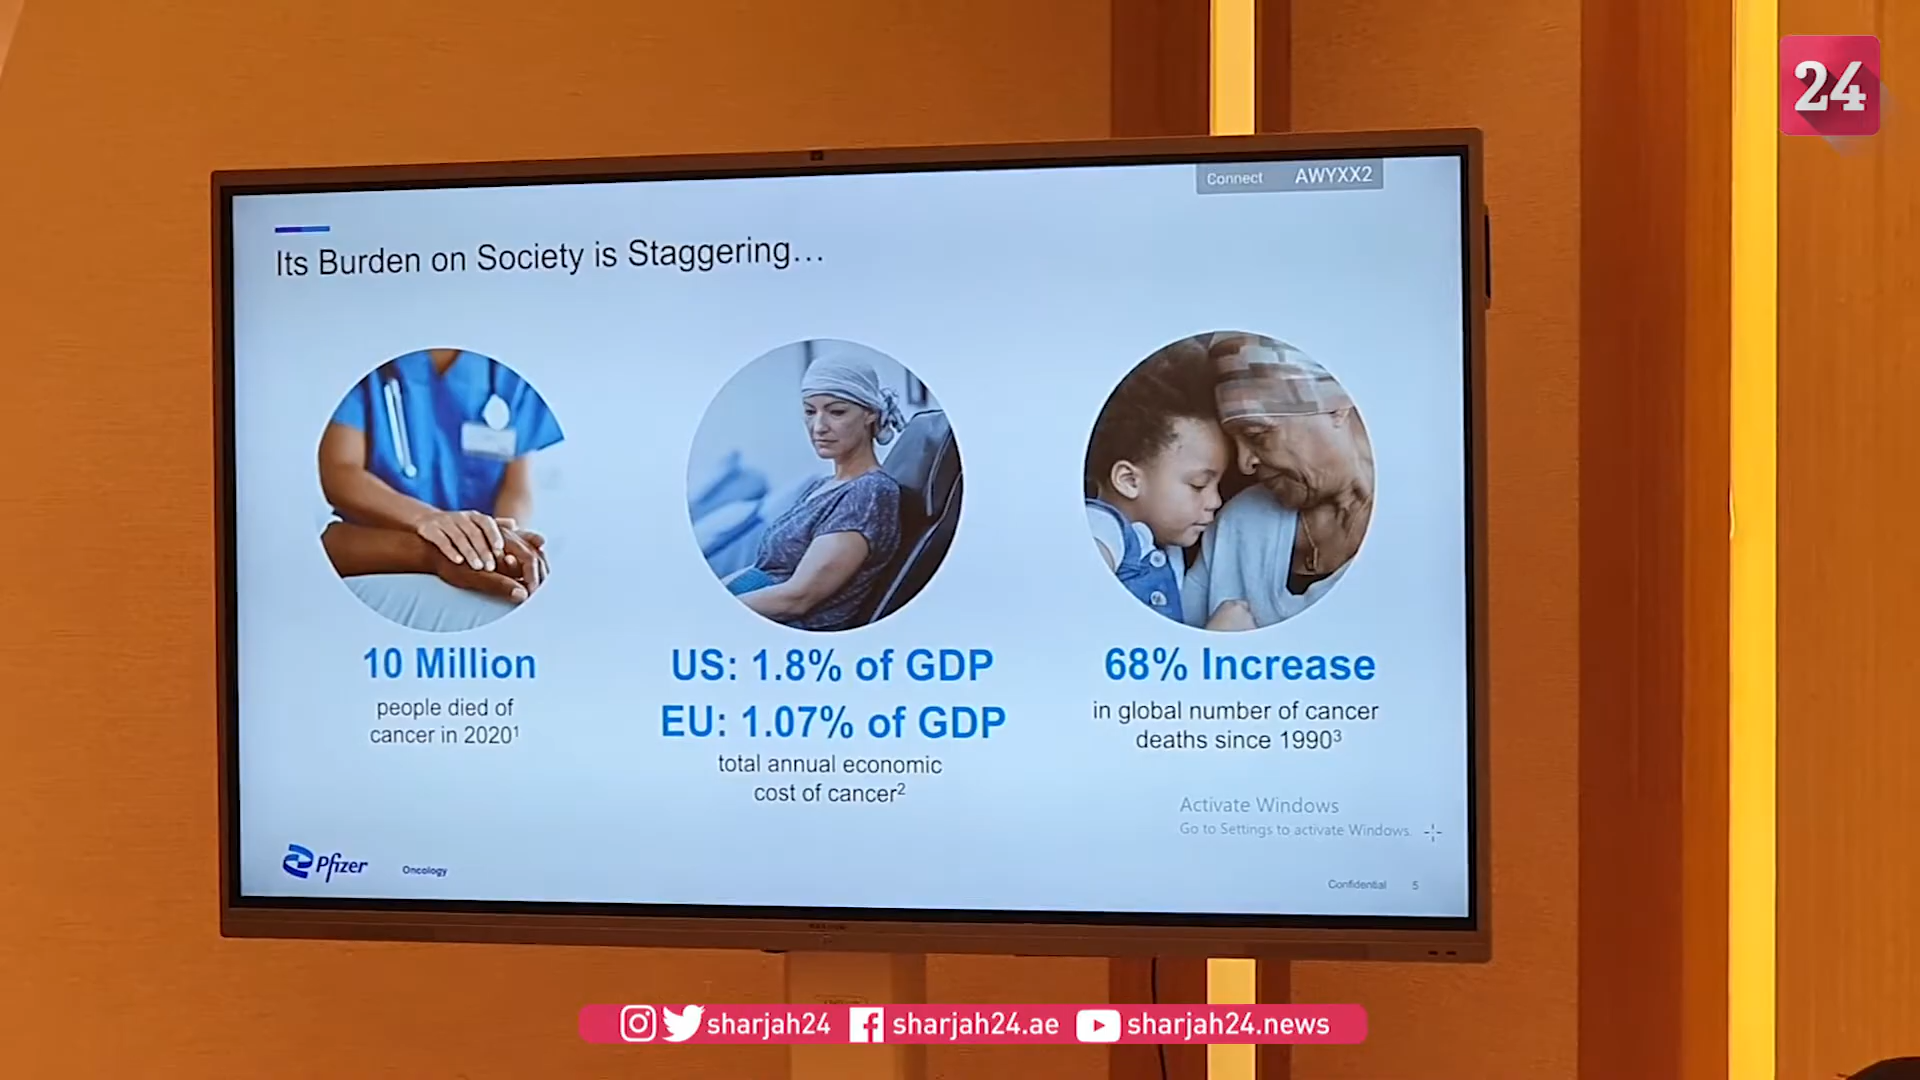 24
Connect AWYXX2
Its Burden on Society is Staggering...
10 Million
people died of
cancer in 2020¹
US: 1.8% of GDP
EU: 1.07% of GDP
total annual economic
cost of cancer²
68% Increase
in global number of cancer
deaths since 1990³
Activate Windows
Go to Settings to activate Windows.
Pfizer Oncology
Confidential 5
sharjah24 sharjah24.ae sharjah24.news